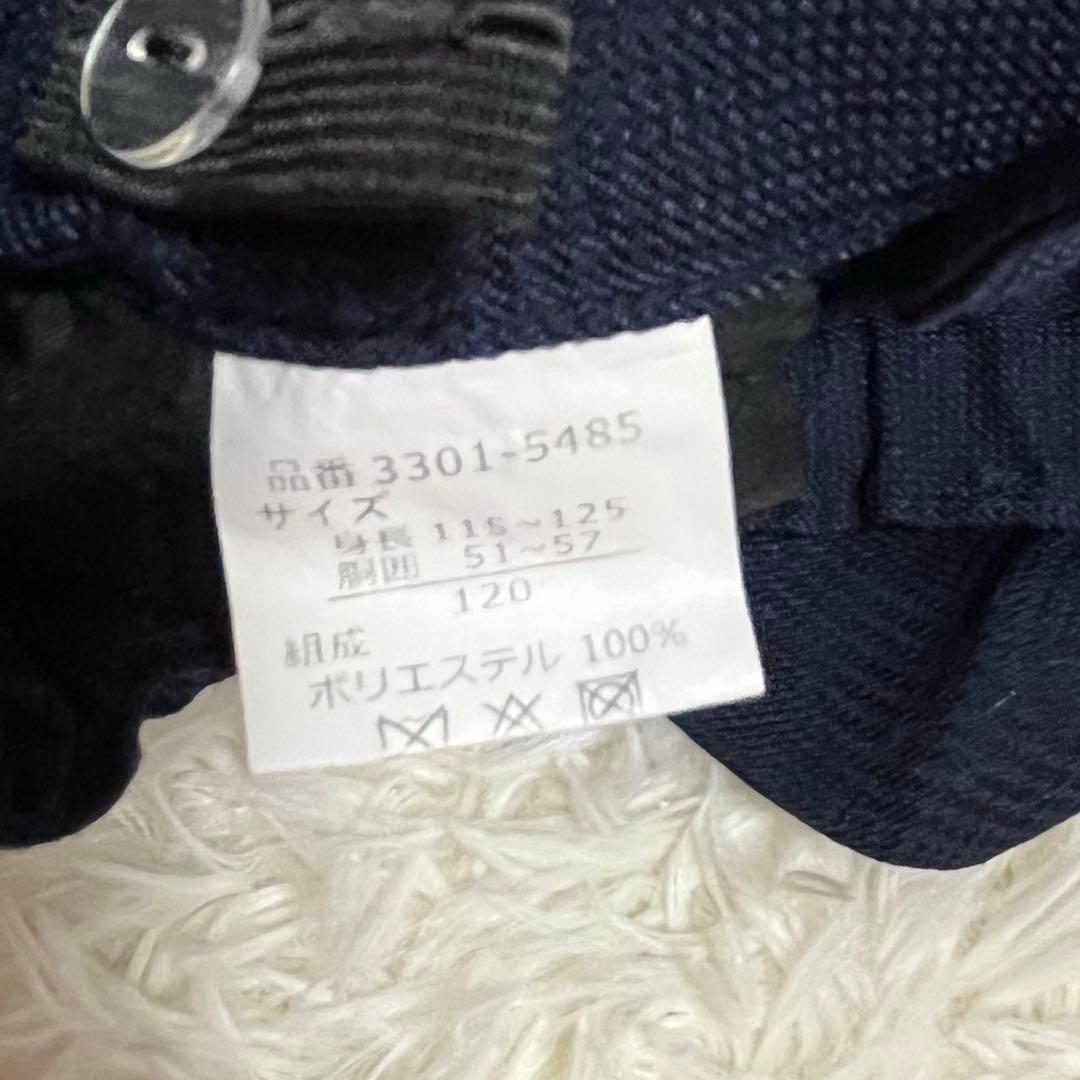 品番 3301-5485
サイズ
身長 115~125
胴囲 51~57
120
組成
ポリエステル 100%